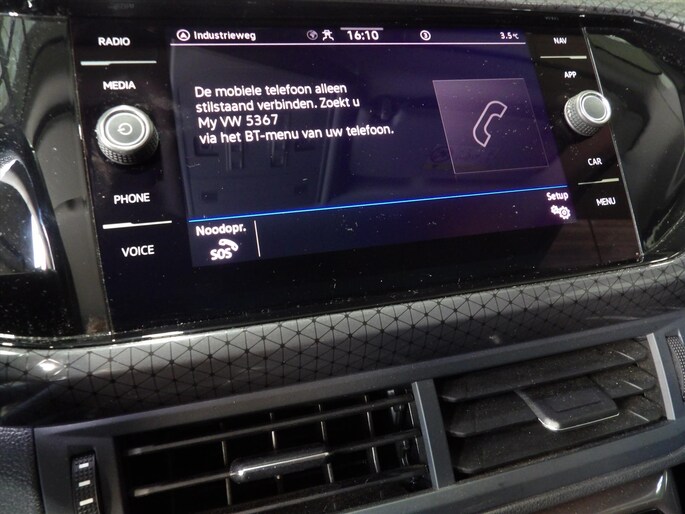 RADIO
MEDIA
PHONE
VOICE
Industrieweg 16:10 3 3.5°C
De mobiele telefoon alleen
stilstaand verbinden. Zoekt u
My VW 5367
via het BT-menu van uw telefoon.
Setup
Noodopr.
SOS
NAV
APP
CAR
MENU